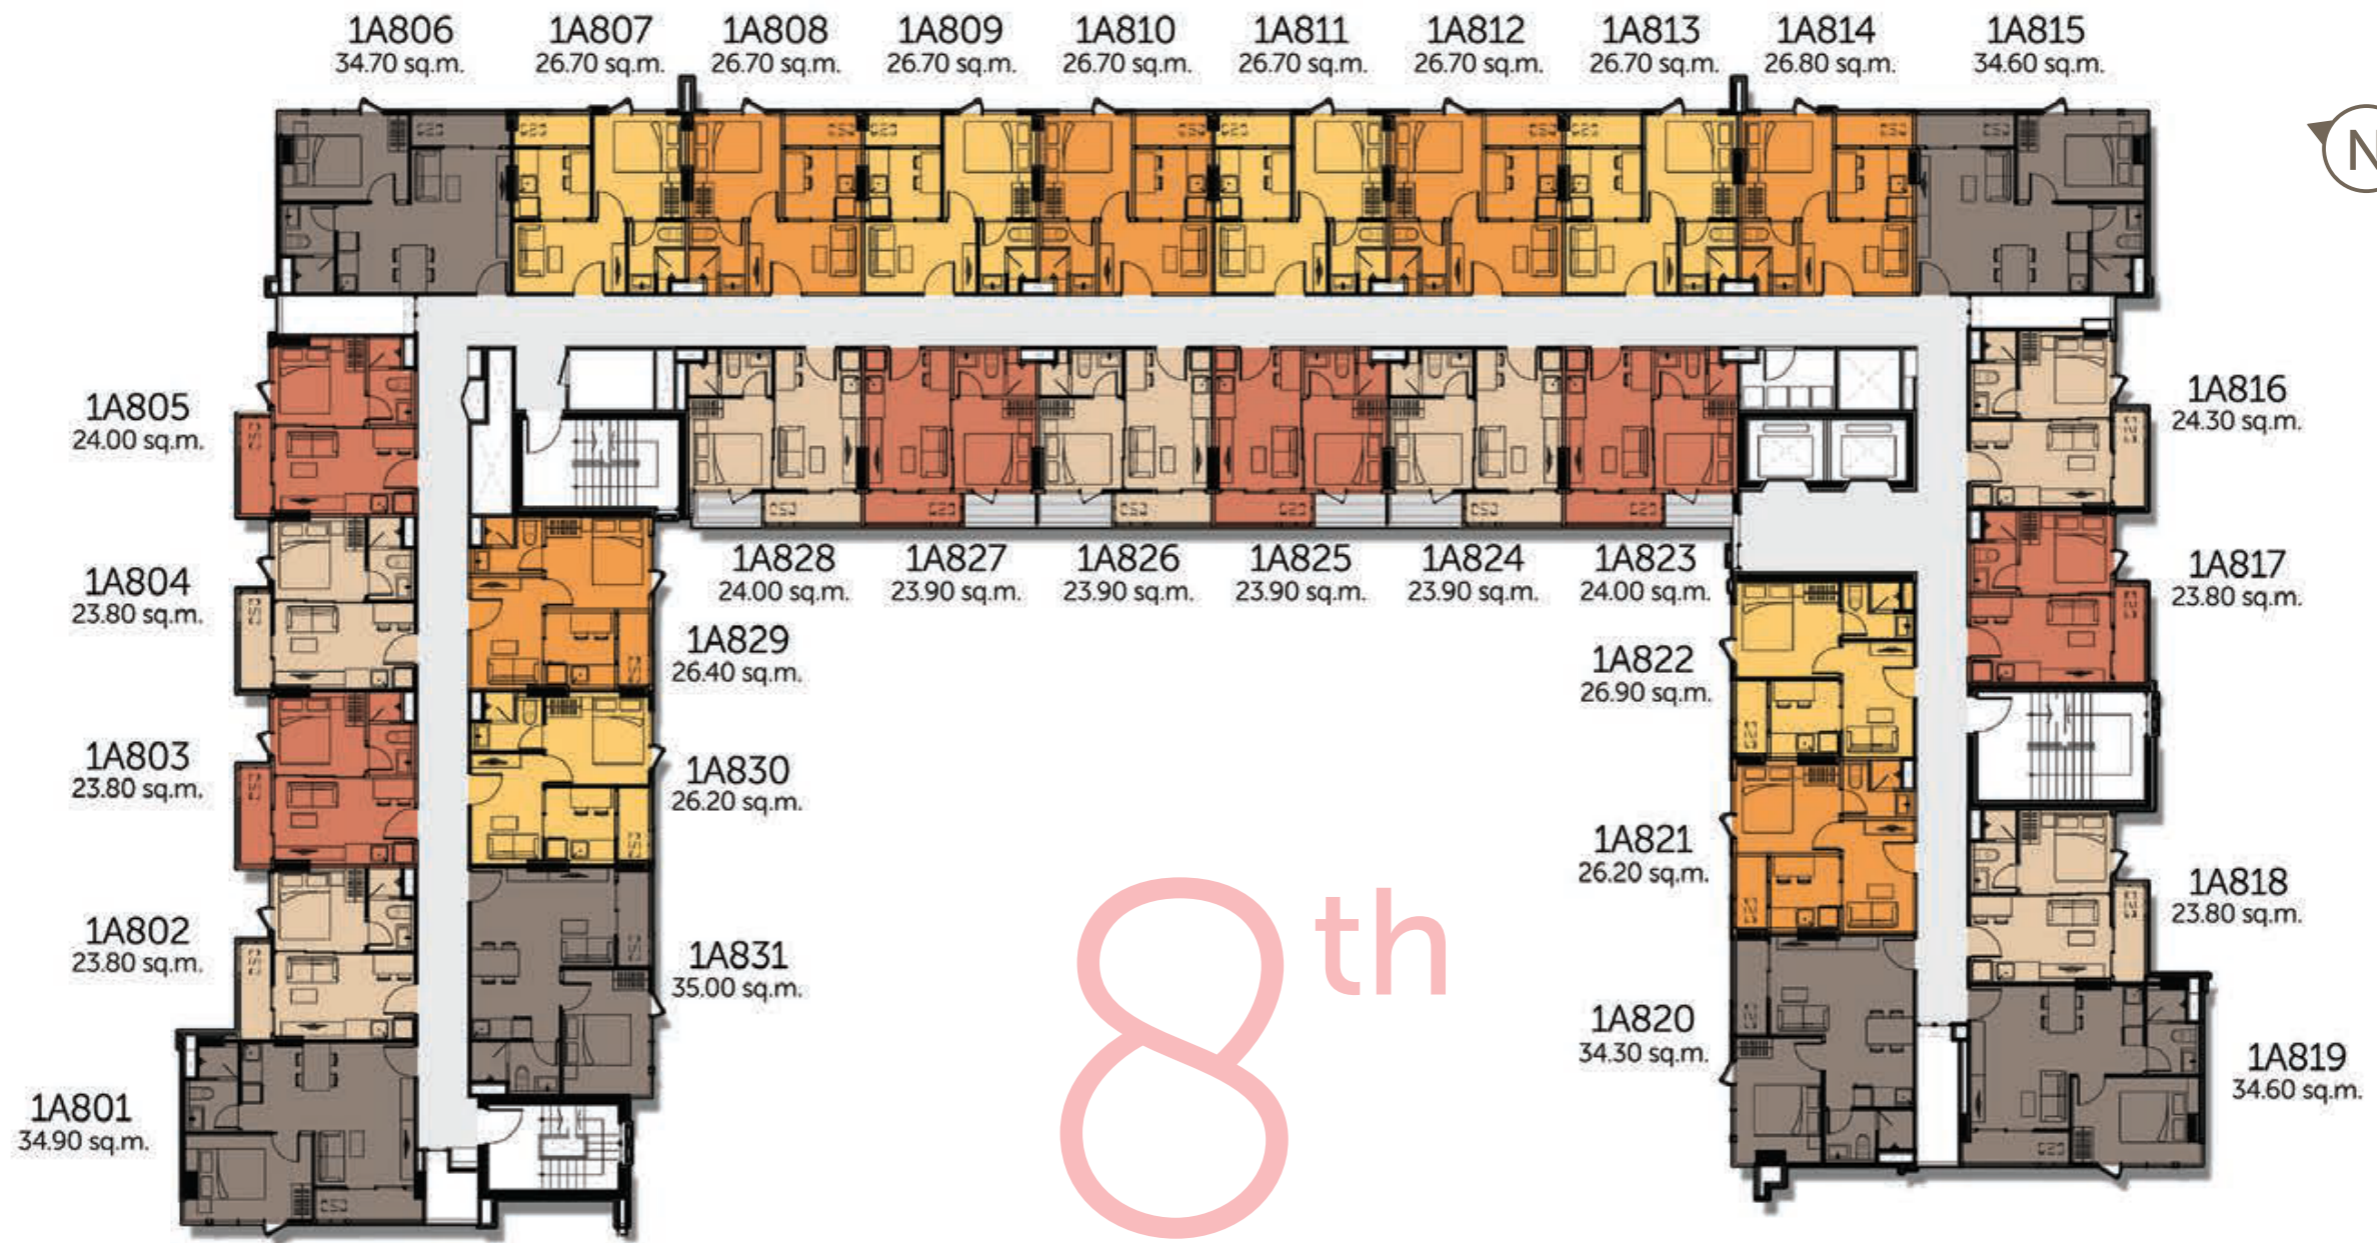 1A806
34.70 sq.m.
1A807
26.70 sq.m.
1A808
26.70 sq.m.
1A809
26.70 sq.m.
1A810
26.70 sq.m.
1A811
26.70 sq.m.
1A812
26.70 sq.m.
1A813
26.70 sq.m.
1A814
26.80 sq.m.
1A815
34.60 sq.m.
N
1A805
24.00 sq.m.
1A816
24.30 sq.m.
1A804
23.80 sq.m.
1A828
24.00 sq.m.
1A827
23.90 sq.m.
1A826
23.90 sq.m.
1A825
23.90 sq.m.
1A824
23.90 sq.m.
1A823
24.00 sq.m.
1A817
23.80 sq.m.
1A829
26.40 sq.m.
1A822
26.90 sq.m.
1A803
23.80 sq.m.
1A830
26.20 sq.m.
1A821
26.20 sq.m.
1A818
23.80 sq.m.
1A802
23.80 sq.m.
1A831
35.00 sq.m.
8th
1A820
34.30 sq.m.
1A819
34.60 sq.m.
1A801
34.90 sq.m.